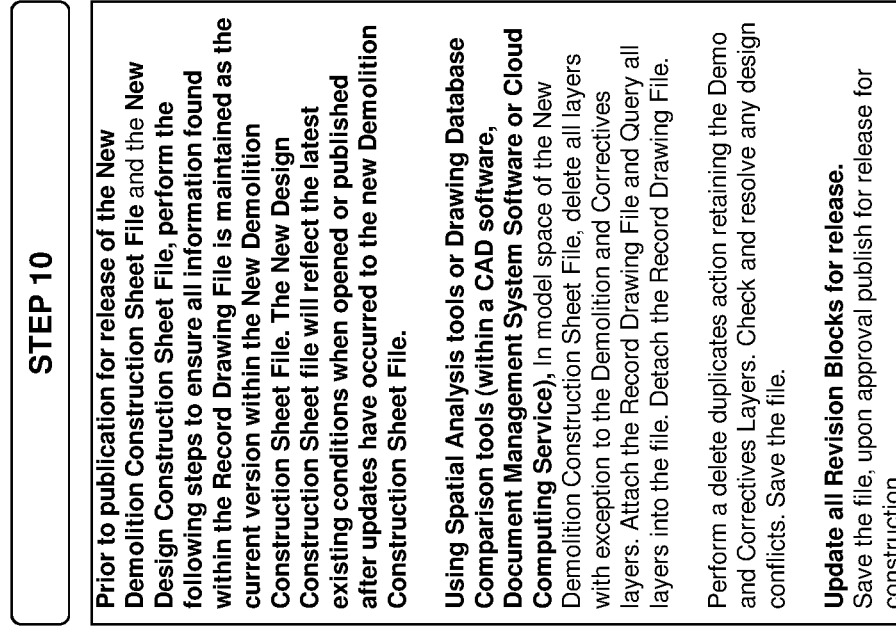 STEP 10
Prior to publication for release of the New
Demolition Construction Sheet File and the New
Design Construction Sheet File, perform the
following steps to ensure all information found
within the Record Drawing File is maintained as the
current version within the New Demolition
Construction Sheet File. The New Design
Construction Sheet file will reflect the latest
existing conditions when opened or published
after updates have occurred to the new Demolition
Construction Sheet File.
Using Spatial Analysis tools or Drawing Database
Comparison tools (within a CAD software,
Document Management System Software or Cloud
Computing Service), In model space of the New
Demolition Construction Sheet File, delete all layers
with exception to the Demolition and Correctives
layers. Attach the Record Drawing File and Query all
layers into the file. Detach the Record Drawing File.
Perform a delete duplicates action retaining the Demo
and Correctives Layers. Check and resolve any design
conflicts. Save the file.
Update all Revision Blocks for release.
Save the file, upon approval publish for release for
construction